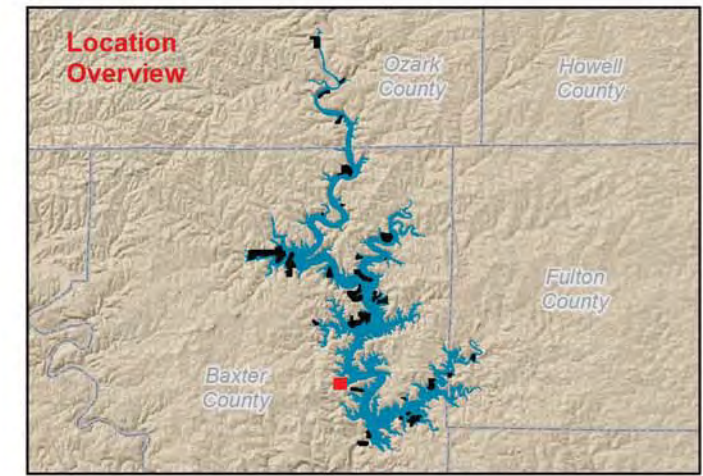 Location
Overview
Ozark
County
Howell
County
Fulton
County
Baxter
County